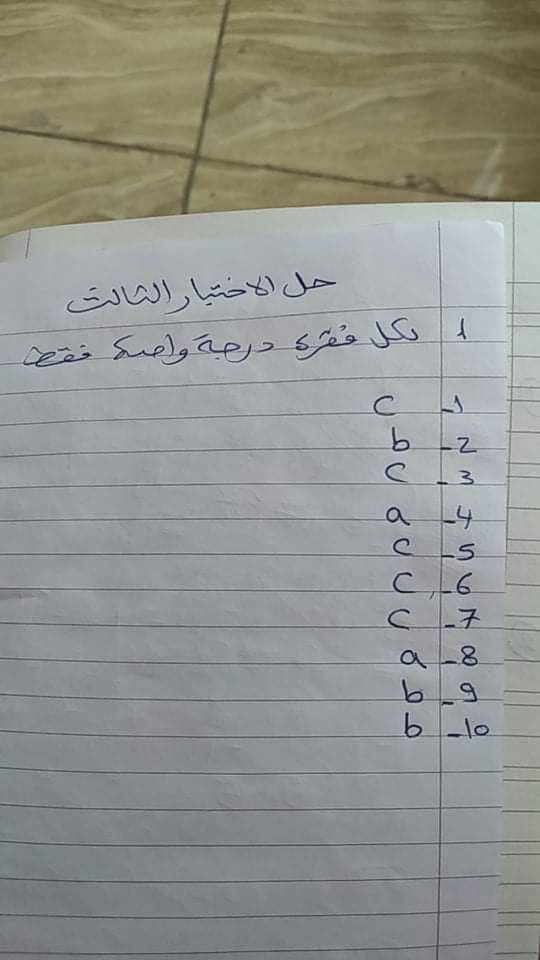 حل الاختبار الثالث
1 لكل فقرة درجة واحدة فقط
1- c
2- b
3- c
4- a
5- c
6- c
7- c
8- a
9- b
10- b